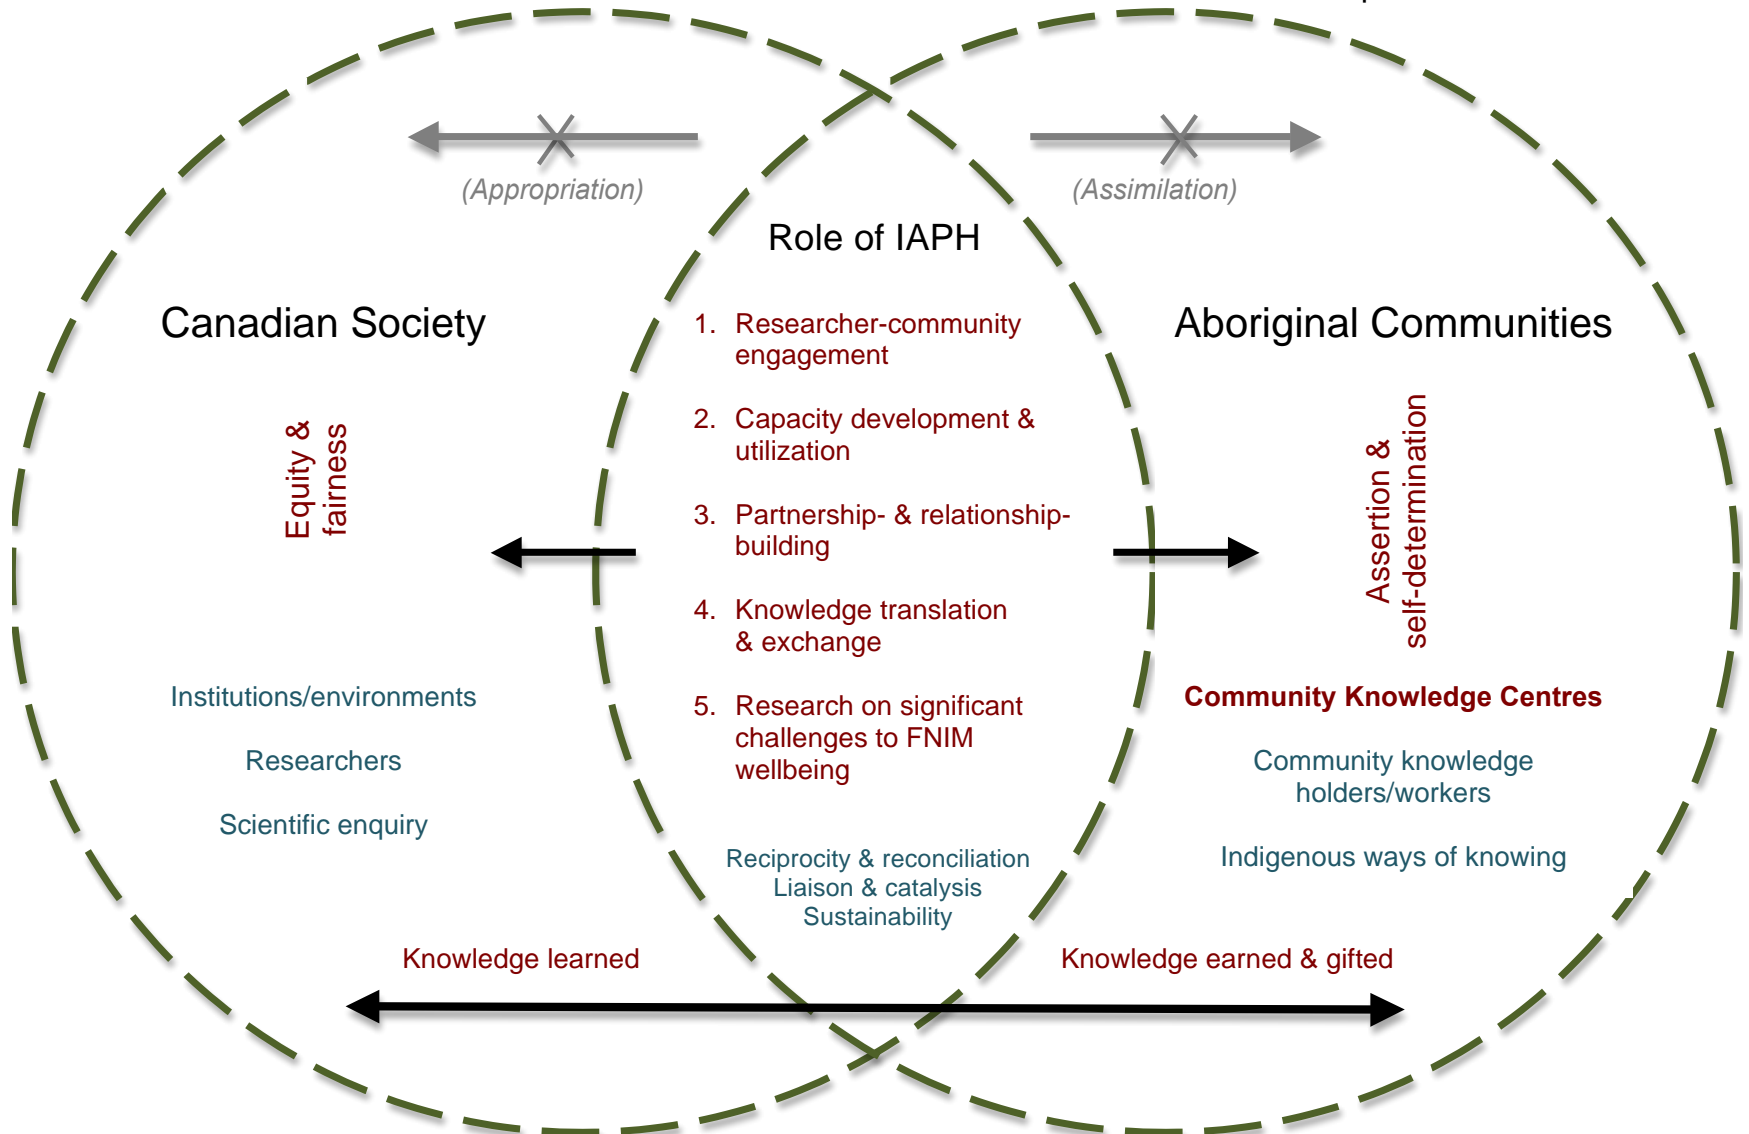 (Appropriation)
(Assimilation)
Role of IAPH
Canadian Society
Aboriginal Communities
1. Researcher-community
engagement
2. Capacity development &
utilization
3. Partnership- & relationship-
building
4. Knowledge translation
& exchange
5. Research on significant
challenges to FNIM
wellbeing
Equity &
fairness
Assertion &
self-determination
Institutions/environments
Researchers
Scientific enquiry
Community Knowledge Centres
Community knowledge
holders/workers
Indigenous ways of knowing
Reciprocity & reconciliation
Liaison & catalysis
Sustainability
Knowledge learned
Knowledge earned & gifted